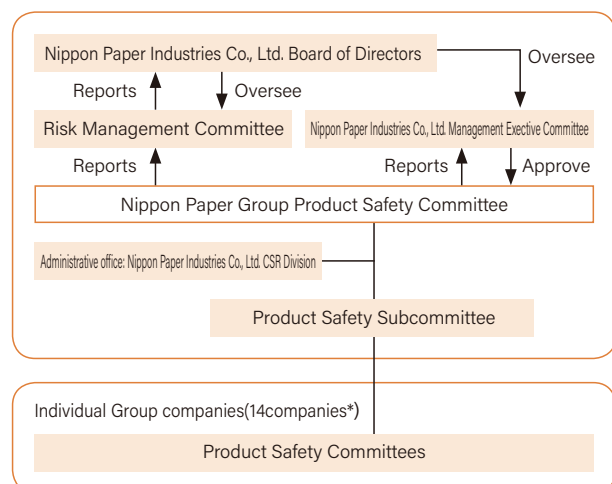 Nippon Paper Industries Co., Ltd. Board of Directors
Oversee
Reports
Oversee
Risk Management Committee
Nippon Paper Industries Co., Ltd. Management Exective Committee
Reports
Reports
Approve
Nippon Paper Group Product Safety Committee
Administrative office: Nippon Paper Industries Co., Ltd. CSR Division
Product Safety Subcommittee
Individual Group companies(14companies*)
Product Safety Committees